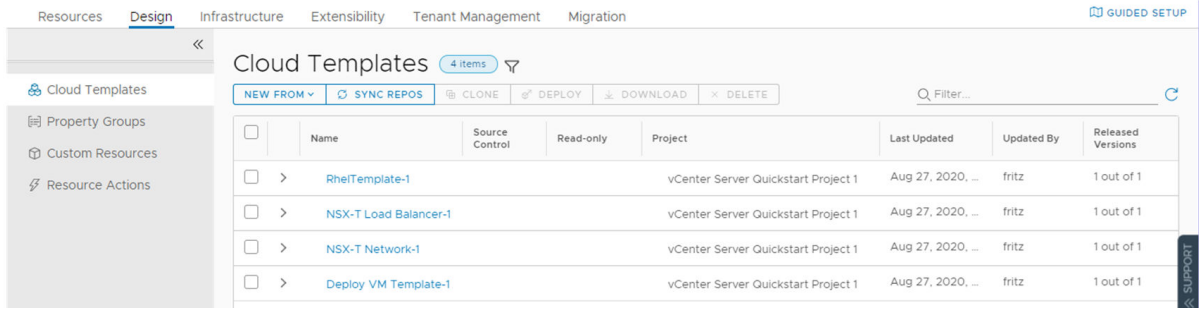 Resources Design Infrastructure Extensibility Tenant Management Migration GUIDED SETUP
Cloud Templates
Property Groups
Custom Resources
Resource Actions
Cloud Templates 4 items
NEW FROM SYNC REPOS CLONE DEPLOY DOWNLOAD DELETE Filter...
Name Source Control Read-only Project Last Updated Updated By Released Versions
RhelTemplate-1 vCenter Server Quickstart Project 1 Aug 27, 2020, ... fritz 1 out of 1
NSX-T Load Balancer-1 vCenter Server Quickstart Project 1 Aug 27, 2020, ... fritz 1 out of 1
NSX-T Network-1 vCenter Server Quickstart Project 1 Aug 27, 2020, ... fritz 1 out of 1
Deploy VM Template-1 vCenter Server Quickstart Project 1 Aug 27, 2020, ... fritz 1 out of 1
SUPPORT